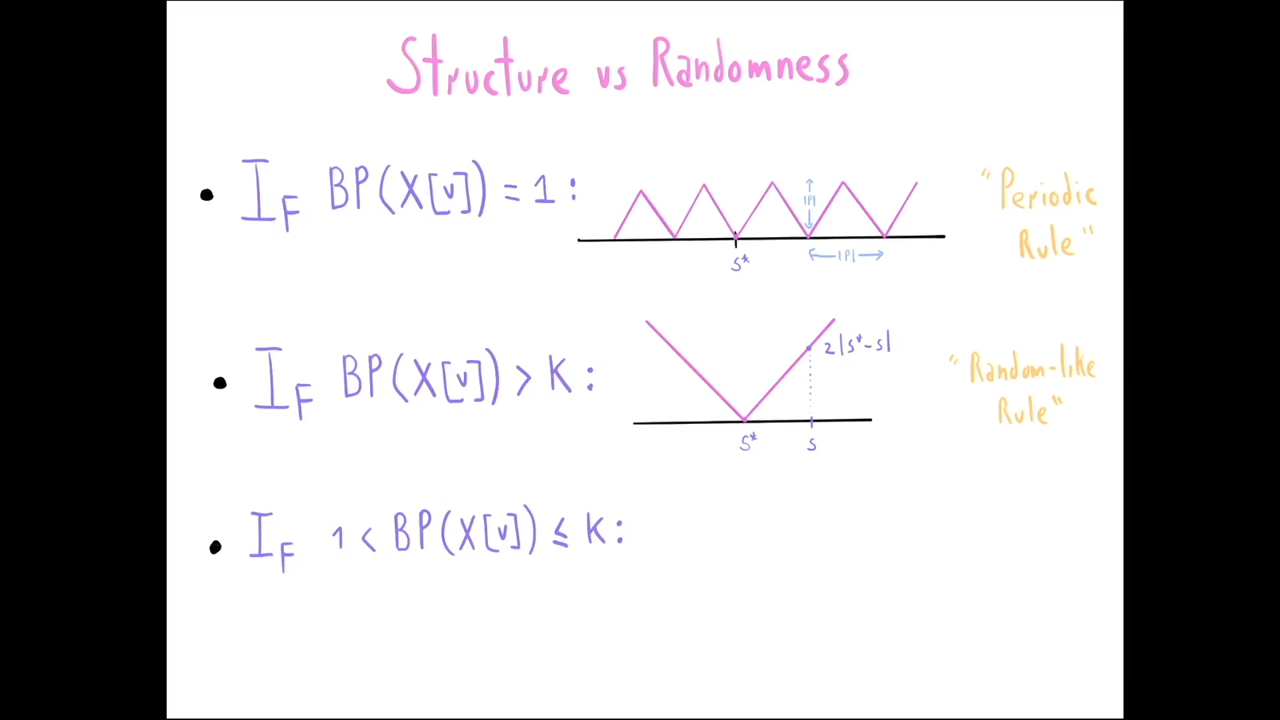 Structure vs Randomness
• IF BP(X[v]) = 1:
|P|
|P|
s*
"Periodic
Rule"
• IF BP(X[v]) > K:
2|s*-s|
s*
s
"Random-like
Rule"
• IF 1 < BP(X[v]) ≤ K: